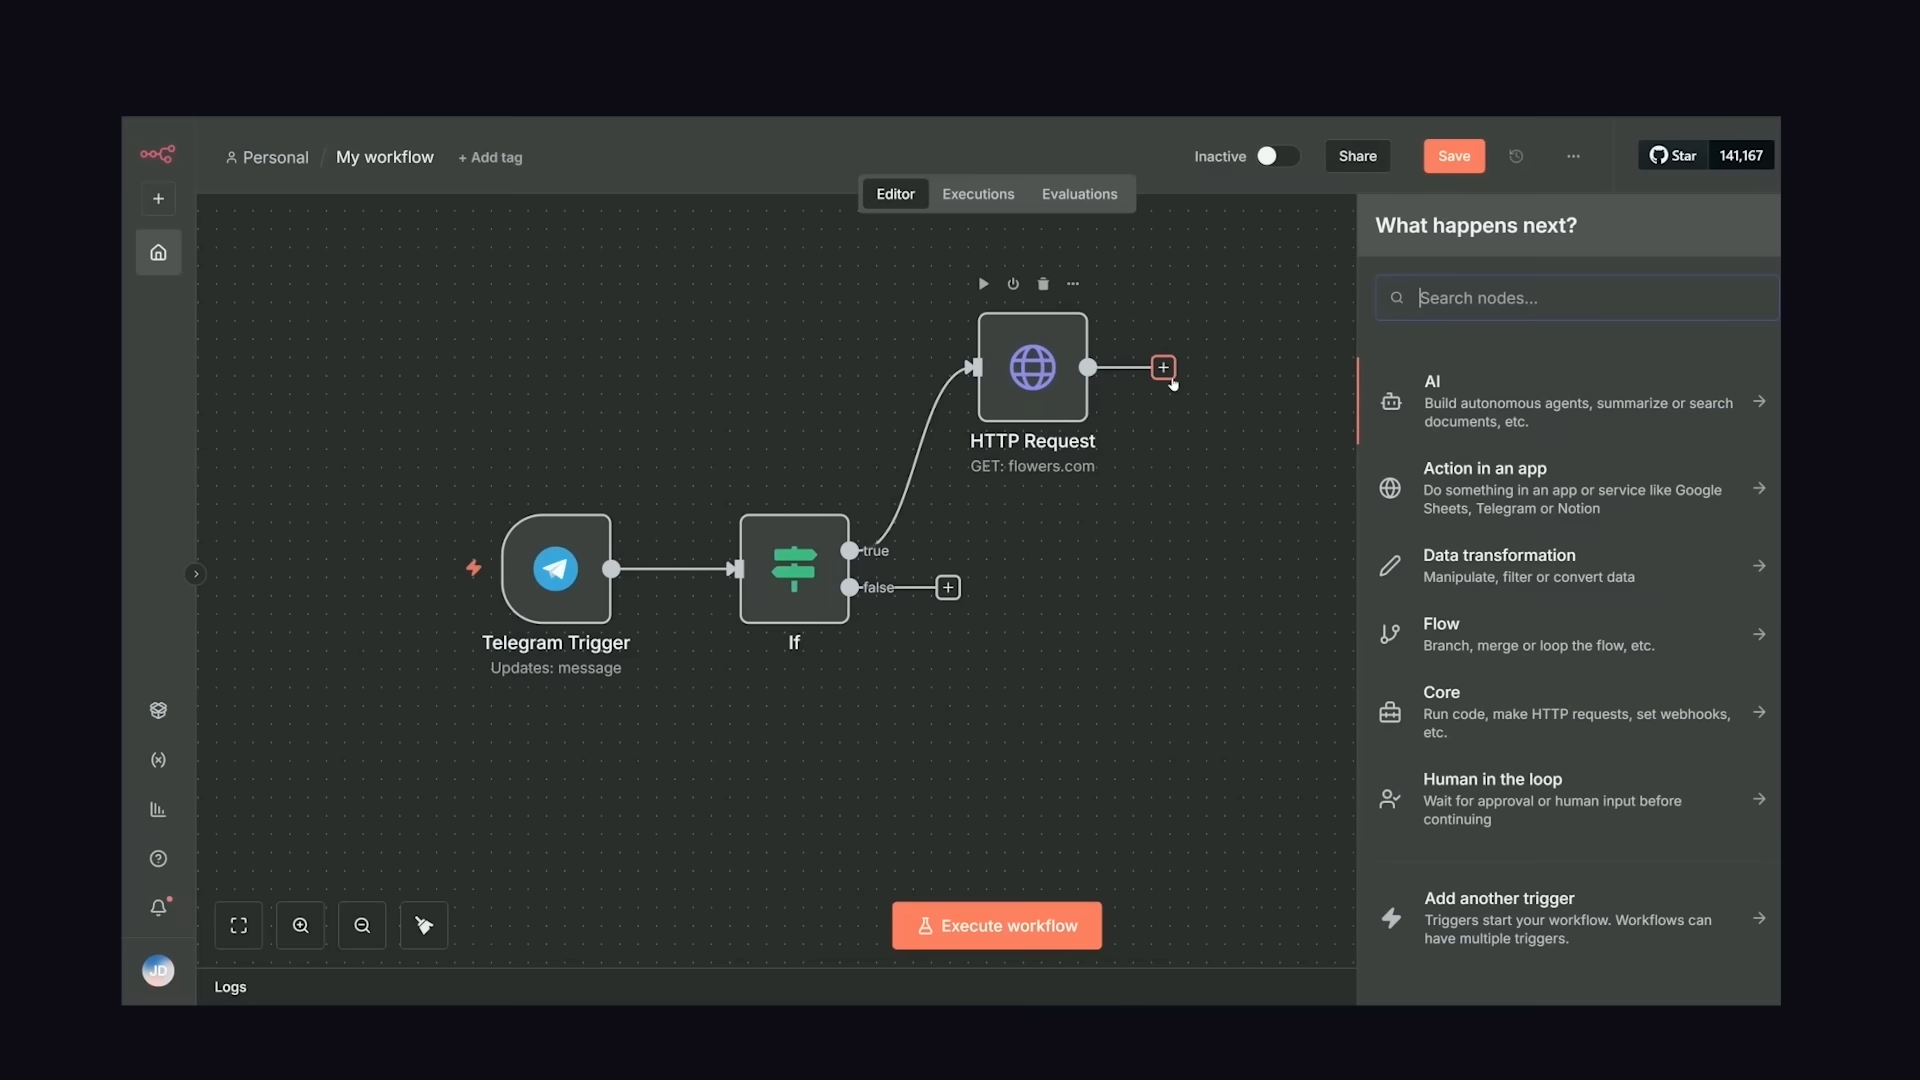 Personal / My workflow + Add tag
Inactive
Share
Save
Star 141,167
Editor Executions Evaluations
What happens next?
Search nodes...
AI
Build autonomous agents, summarize or search
documents, etc.
Action in an app
Do something in an app or service like Google
Sheets, Telegram or Notion
Data transformation
Manipulate, filter or convert data
Flow
Branch, merge or loop the flow, etc.
Core
Run code, make HTTP requests, set webhooks,
etc.
Human in the loop
Wait for approval or human input before
continuing
Add another trigger
Triggers start your workflow. Workflows can
have multiple triggers.
HTTP Request
GET: flowers.com
true
false
Telegram Trigger
Updates: message
If
Execute workflow
JD
Logs